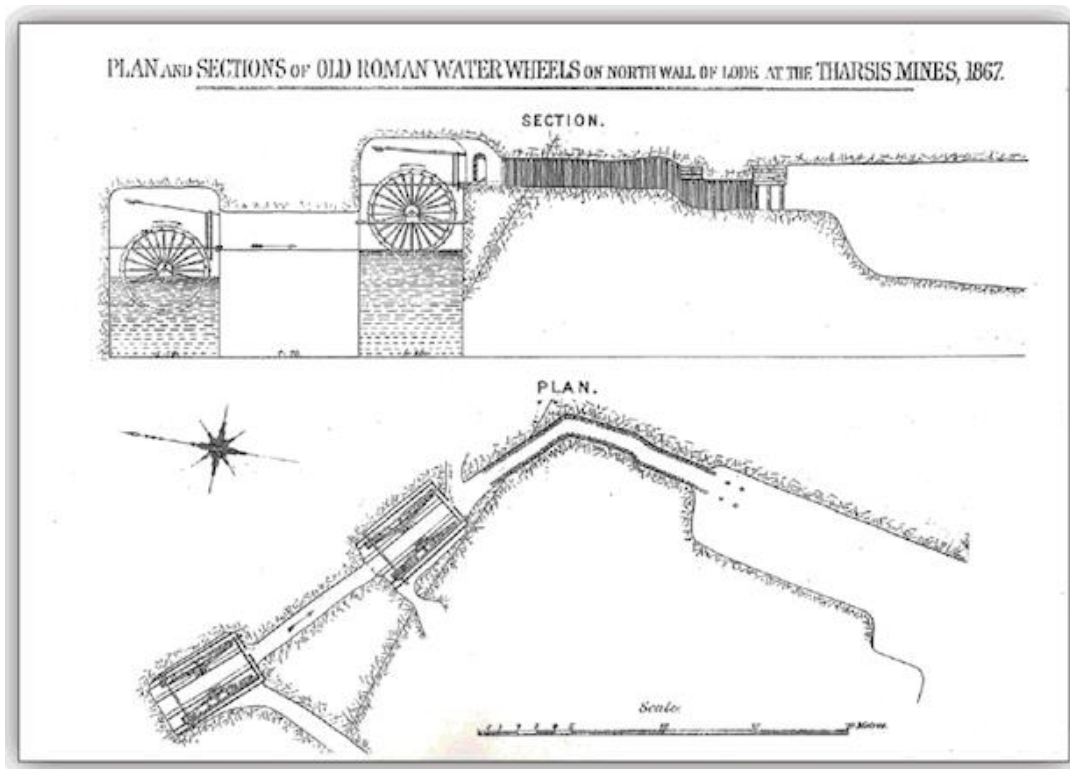 PLAN AND SECTIONS OF OLD ROMAN WATER WHEELS ON NORTH WALL OF LODE AT THE THARSIS MINES, 1867.
SECTION.
PLAN.
Scale.
10
Metres.